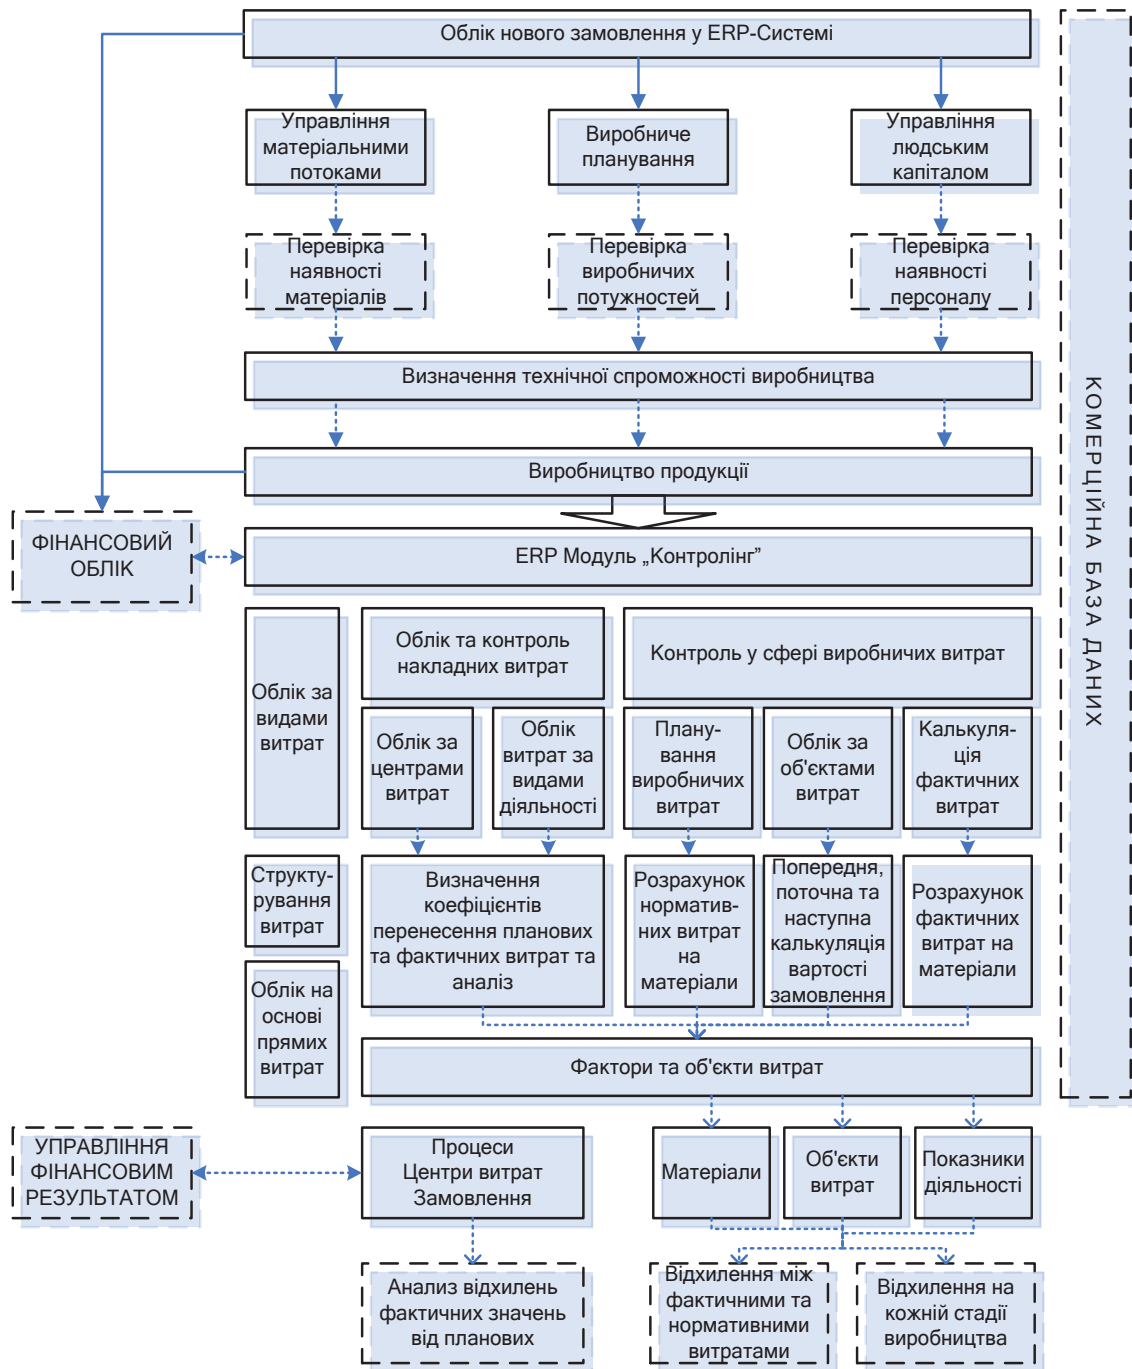 Облік нового замовлення у ERP-Системі
Управління
матеріальними
потоками
Виробниче
планування
Управління
людським
капіталом
Перевірка
наявності
матеріалів
Перевірка
виробничих
потужностей
Перевірка
наявності
персоналу
Визначення технічної спроможності виробництва
Виробництво продукції
ФІНАНСОВИЙ
ОБЛІК
ERP Модуль „Контролінг”
КОМЕРЦІЙНА БАЗА ДАНИХ
Облік за
видами
витрат
Облік та контроль
накладних витрат
Контроль у сфері виробничих витрат
Облік за
центрами
витрат
Облік
витрат за
видами
діяльності
Плану-
вання
виробничих
витрат
Облік за
об'єктами
витрат
Калькуля-
ція
фактичних
витрат
Структу-
рування
витрат
Визначення
коефіцієнтів
перенесення планових
та фактичних витрат та
аналіз
Розрахунок
норматив-
них витрат
на
матеріали
Попередня,
поточна та
наступна
калькуляція
вартості
замовлення
Розрахунок
фактичних
витрат на
матеріали
Облік на
основі
прямих
витрат
Фактори та об'єкти витрат
УПРАВЛІННЯ
ФІНАНСОВИМ
РЕЗУЛЬТАТОМ
Процеси
Центри витрат
Замовлення
Матеріали
Об'єкти
витрат
Показники
діяльності
Анализ відхилень
фактичних значень
від планових
Відхилення між
фактичними та
нормативними
витратами
Відхилення на
кожній стадії
виробництва